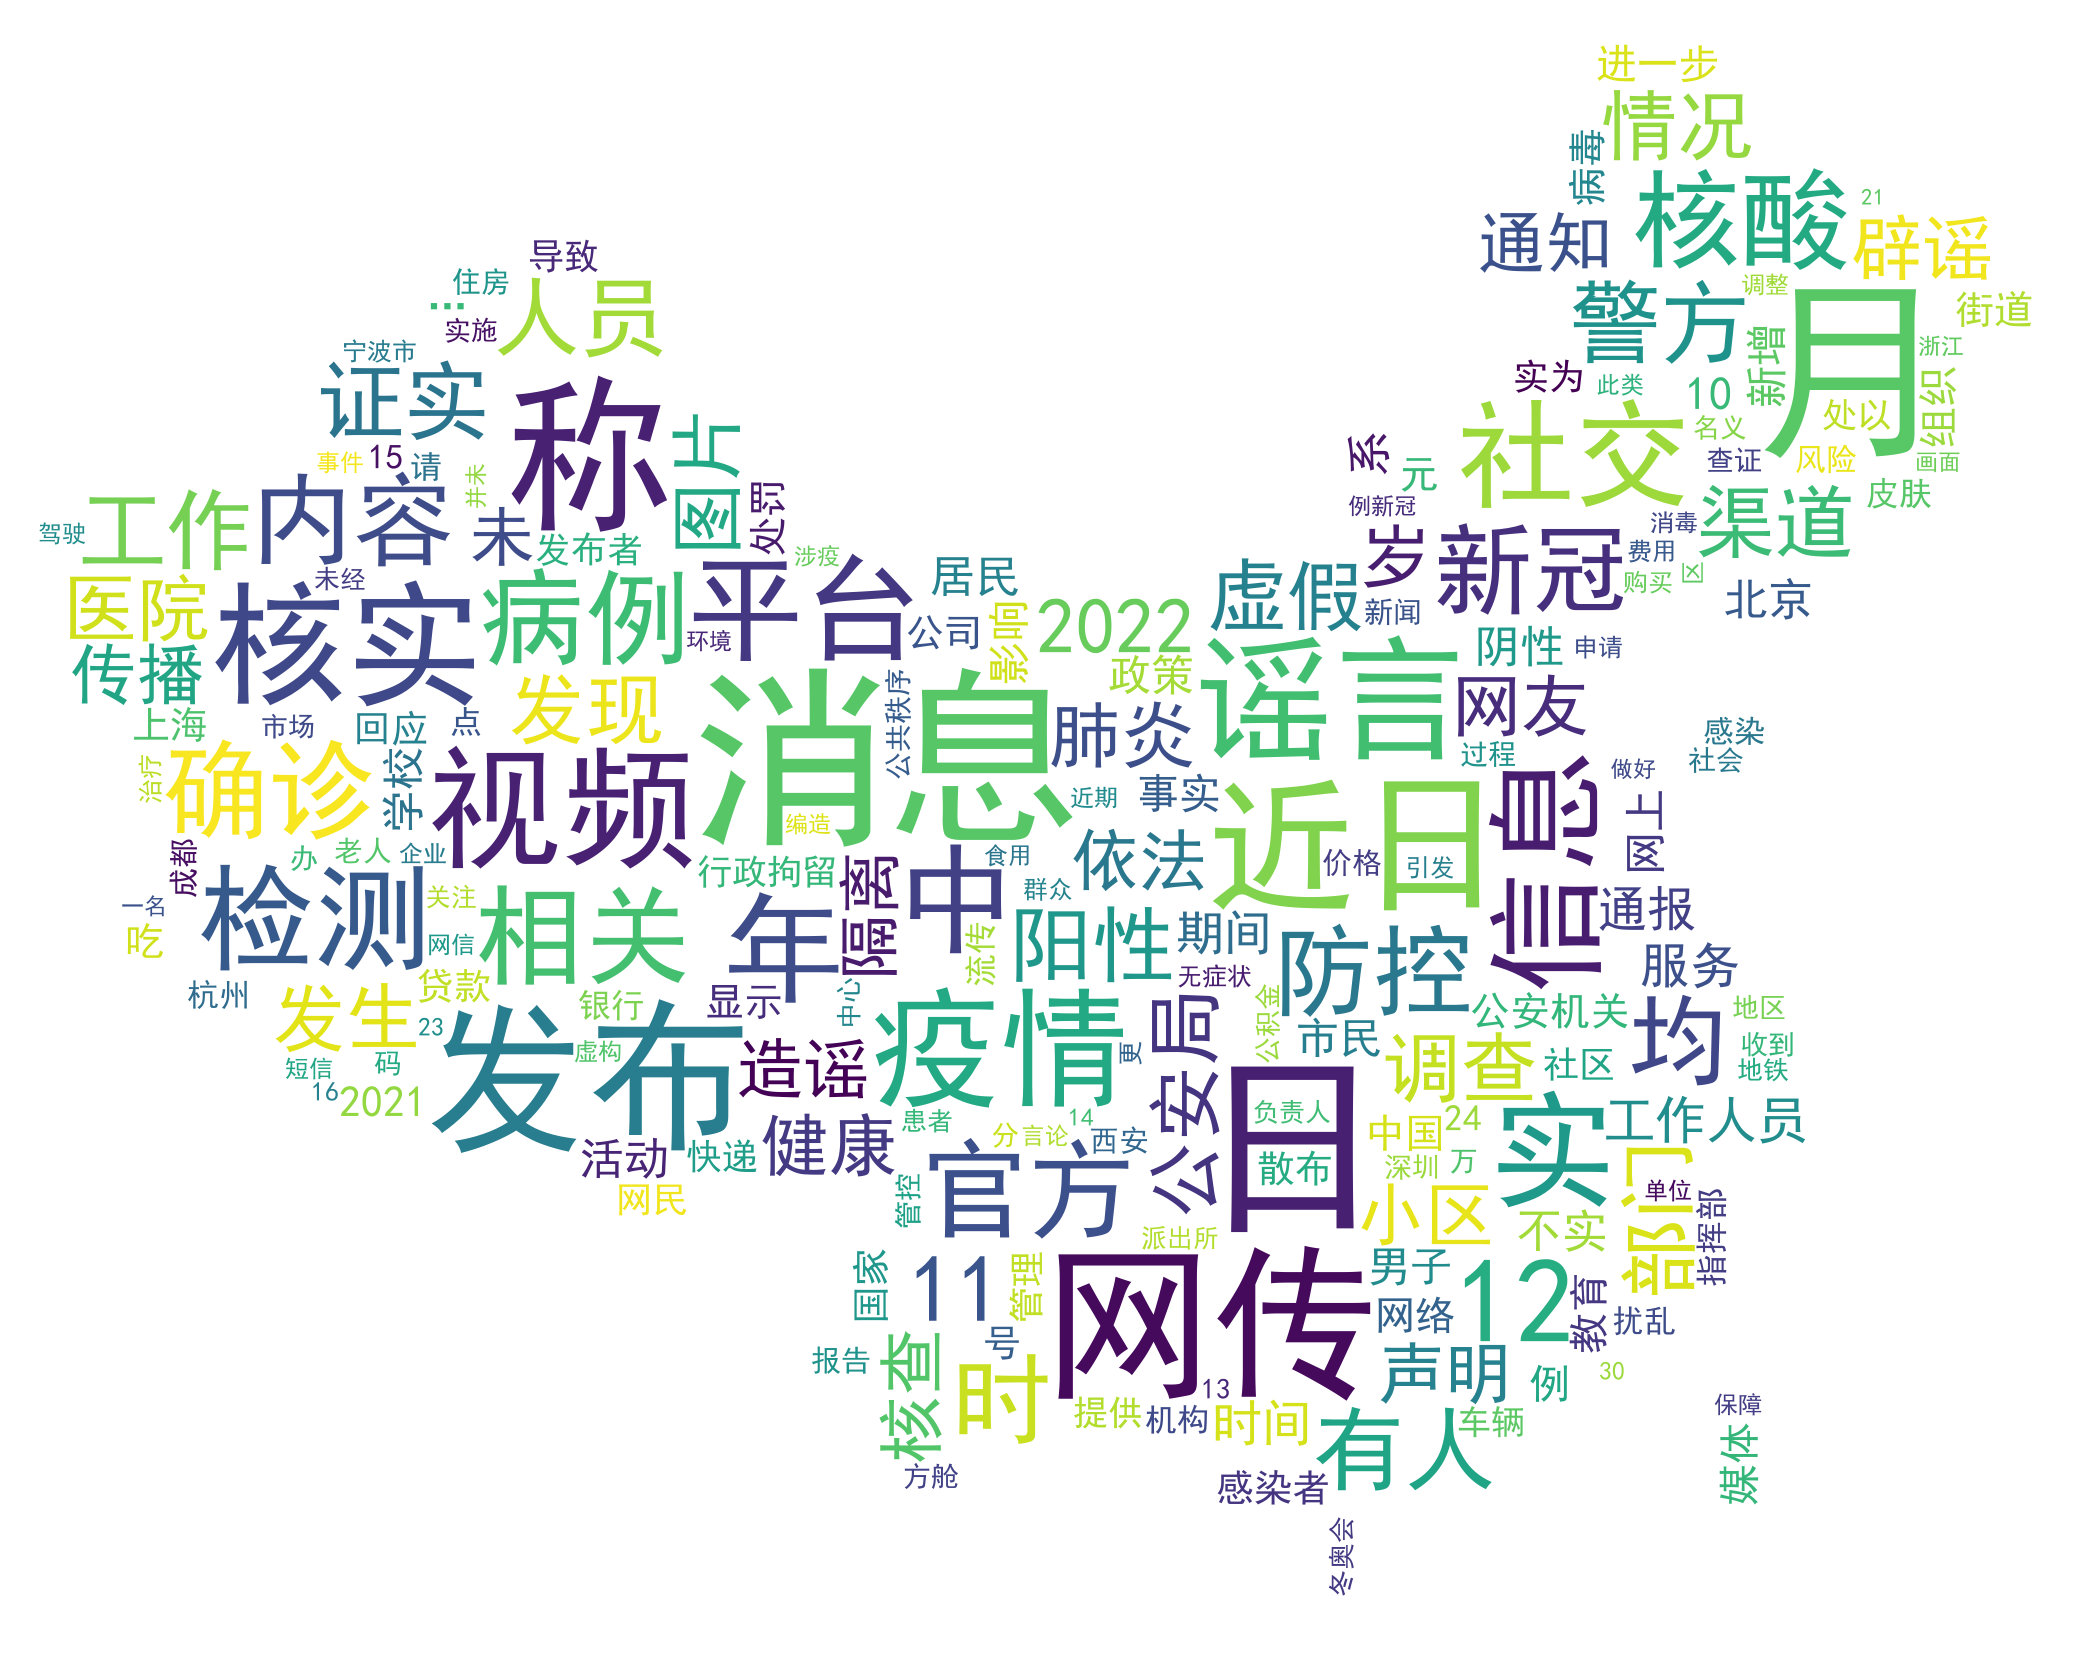 进一步
情况
病毒
核酸
21
通知
辟谣
导致
住房
...
人员
实施
警方
调整
月
街道
新增
宁波市
证实
称
浙江
实为
此类
10
组织
社交
处以
名义
图片
事件
15
请
并未
系
元
查证
风险
画面
工作
内容
未
处罚
例新冠
渠道
皮肤
驾驶
发布者
涉疫
岁
新冠
消毒
费用
医院
未经
核实
病例
平台
居民
影响
2022
虚假
新闻
购买
区
北京
传播
环境
公司
谣言
阴性
申请
发现
消息
公共秩序
政策
网友
上海
市场
回应
点
肺炎
感染
社会
治疗
确诊
学校
视频
近期
事实
近日
过程
信息
做好
网上
编造
成都
办
老人
企业
行政拘留
隔离
中
食用
依法
价格
引发
一名
检测
关注
相关
年
群众
通报
吃
网信
流传
阳性
期间
防控
杭州
贷款
银行
显示
中心
无症状
服务
发生
23
发布
疫情
公安局
公积金
公安机关
均
地区
短信
码
虚构
造谣
更
市民
调查
社区
收到
地铁
16
2021
日
健康
患者
分
言论
14
西安
负责人
中国
24
实
工作人员
活动
快递
官方
散布
深圳
万
部门
网民
管控
派出所
小区
不实
单位
指挥部
国家
11
管理
网传
男子
12
网络
教育
扰乱
报告
核查
号
时
声明
例
30
13
提供
机构
时间
有人
车辆
保障
方舱
感染者
媒体
冬奥会